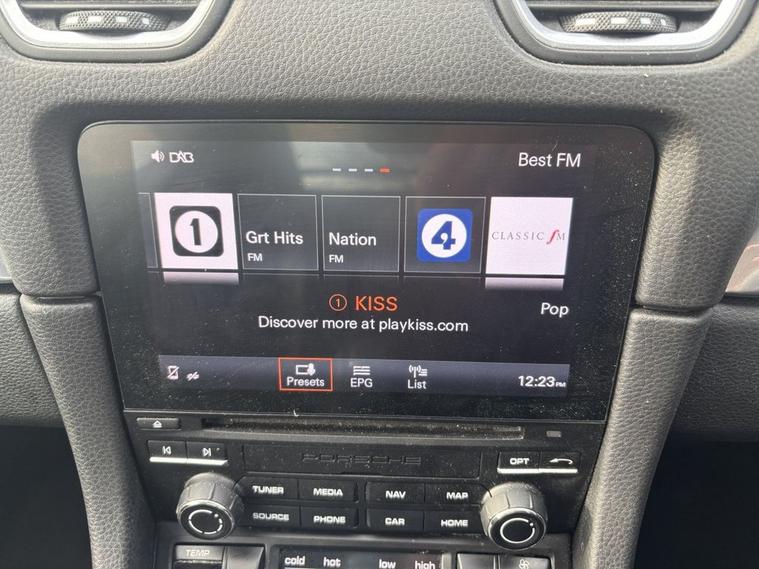 DAB
Best FM
1
Grt Hits
FM
Nation
FM
4
CLASSIC fM
1 KISS
Pop
Discover more at playkiss.com
Presets
EPG
List
12:23PM
PORSCHE
OPT
TUNER
MEDIA
NAV
MAP
SOURCE
PHONE
CAR
HOME
TEMP
cold
hot
low
high